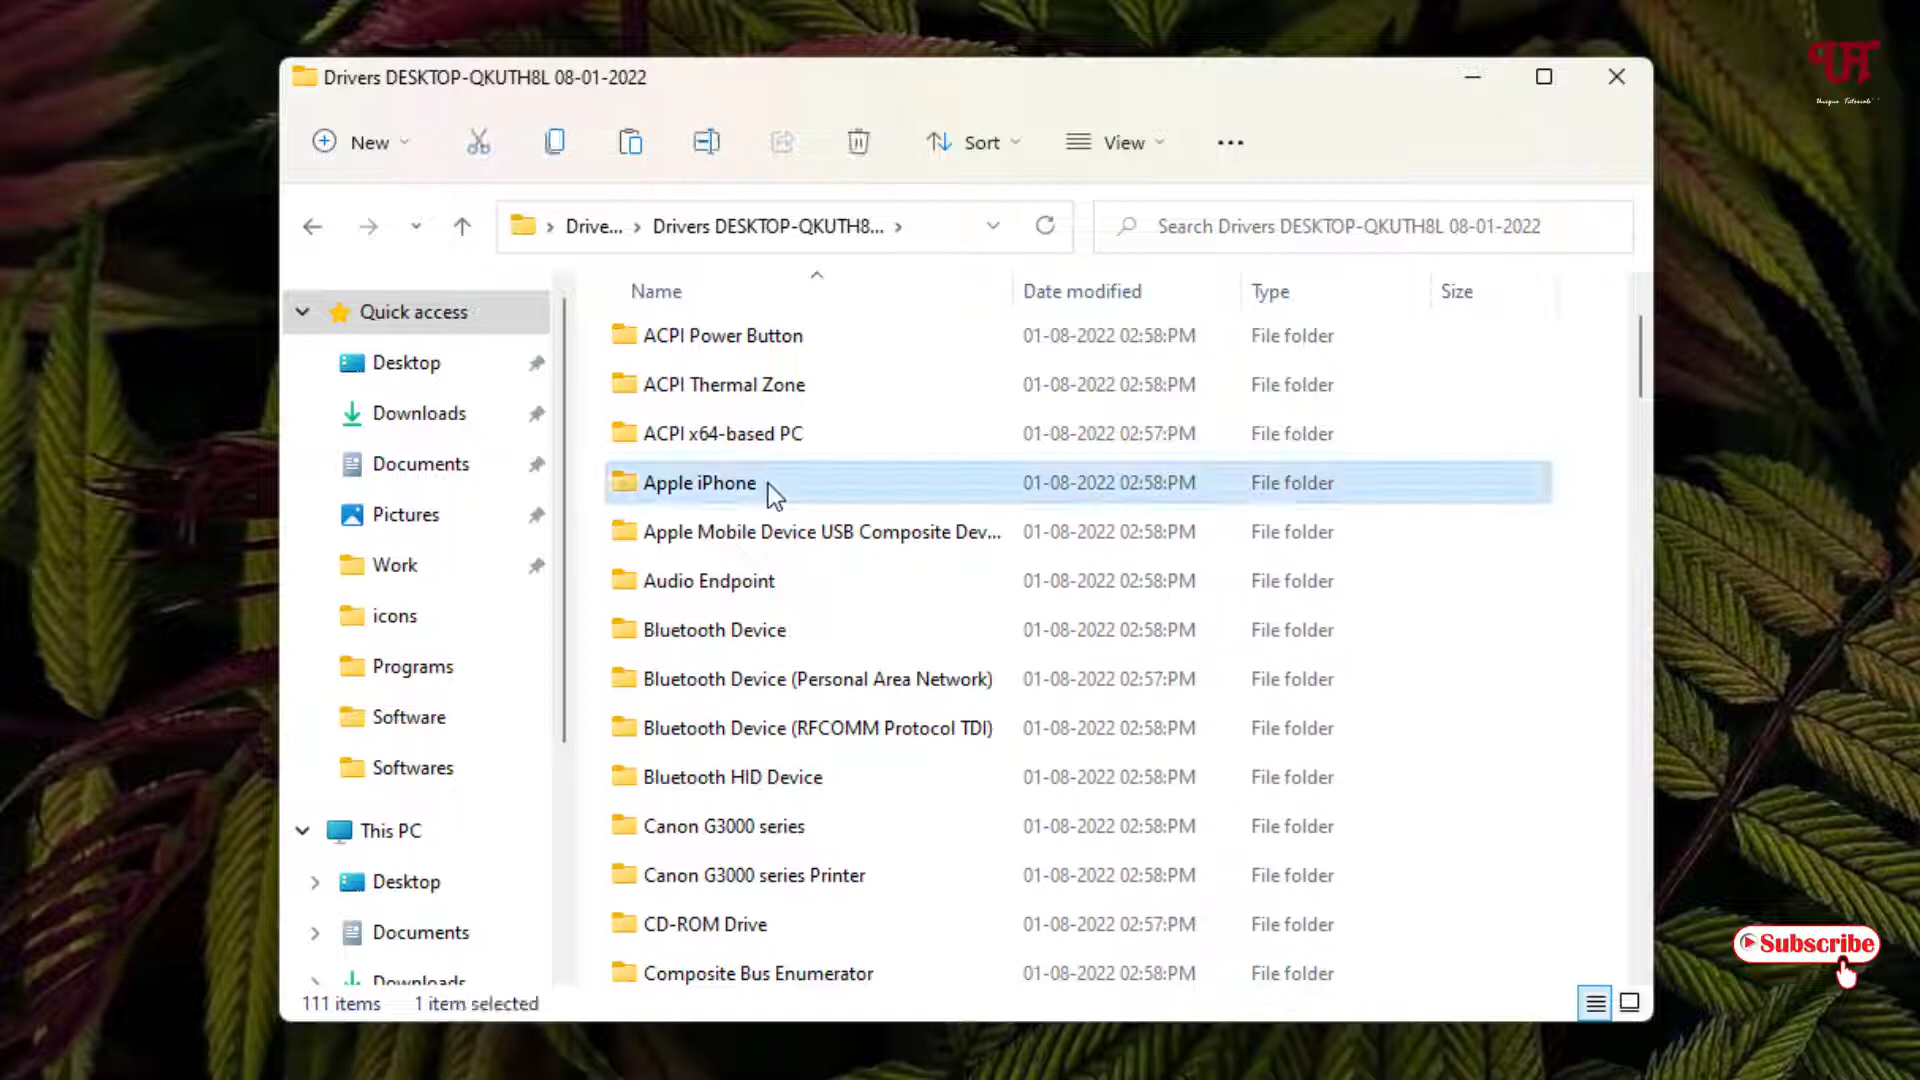 Drivers DESKTOP-QKUTH8L 08-01-2022
New
Sort
View
Drive...
Drivers DESKTOP-QKUTH8...
Search Drivers DESKTOP-QKUTH8L 08-01-2022
Name Date modified Type Size
Quick access
Desktop
Downloads
Documents
Pictures
Work
icons
Programs
Software
Softwares
This PC
Desktop
Documents
Downloads
ACPI Power Button 01-08-2022 02:58:PM File folder
ACPI Thermal Zone 01-08-2022 02:58:PM File folder
ACPI x64-based PC 01-08-2022 02:57:PM File folder
Apple iPhone 01-08-2022 02:58:PM File folder
Apple Mobile Device USB Composite Dev... 01-08-2022 02:58:PM File folder
Audio Endpoint 01-08-2022 02:58:PM File folder
Bluetooth Device 01-08-2022 02:58:PM File folder
Bluetooth Device (Personal Area Network) 01-08-2022 02:57:PM File folder
Bluetooth Device (RFCOMM Protocol TDI) 01-08-2022 02:58:PM File folder
Bluetooth HID Device 01-08-2022 02:58:PM File folder
Canon G3000 series 01-08-2022 02:58:PM File folder
Canon G3000 series Printer 01-08-2022 02:58:PM File folder
CD-ROM Drive 01-08-2022 02:57:PM File folder
Composite Bus Enumerator 01-08-2022 02:58:PM File folder
111 items 1 item selected
UT
Unique Tutorials
Subscribe